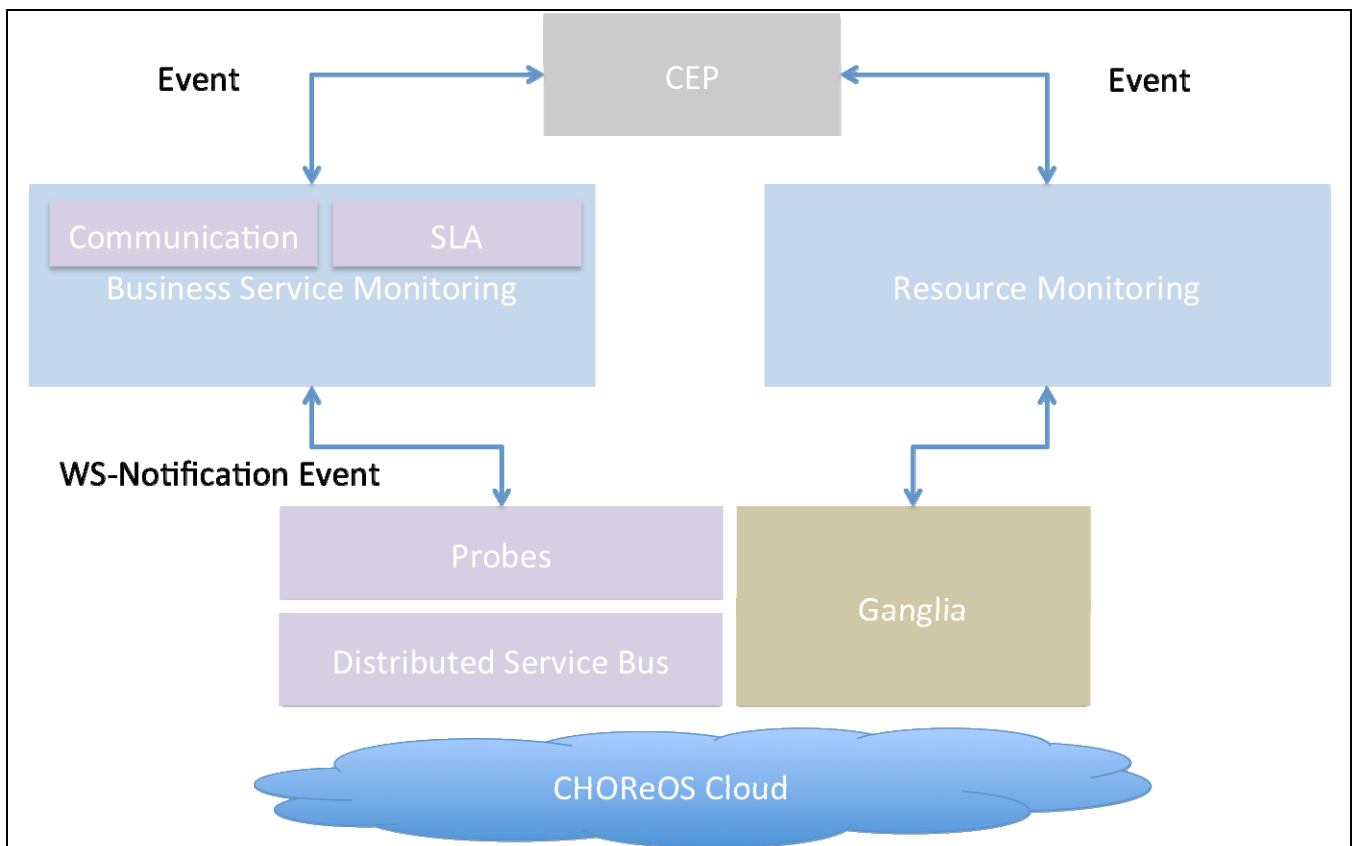 Event
CEP
Event
Communication
SLA
Business Service Monitoring
Resource Monitoring
WS-Notification Event
Probes
Ganglia
Distributed Service Bus
CHOReOS Cloud